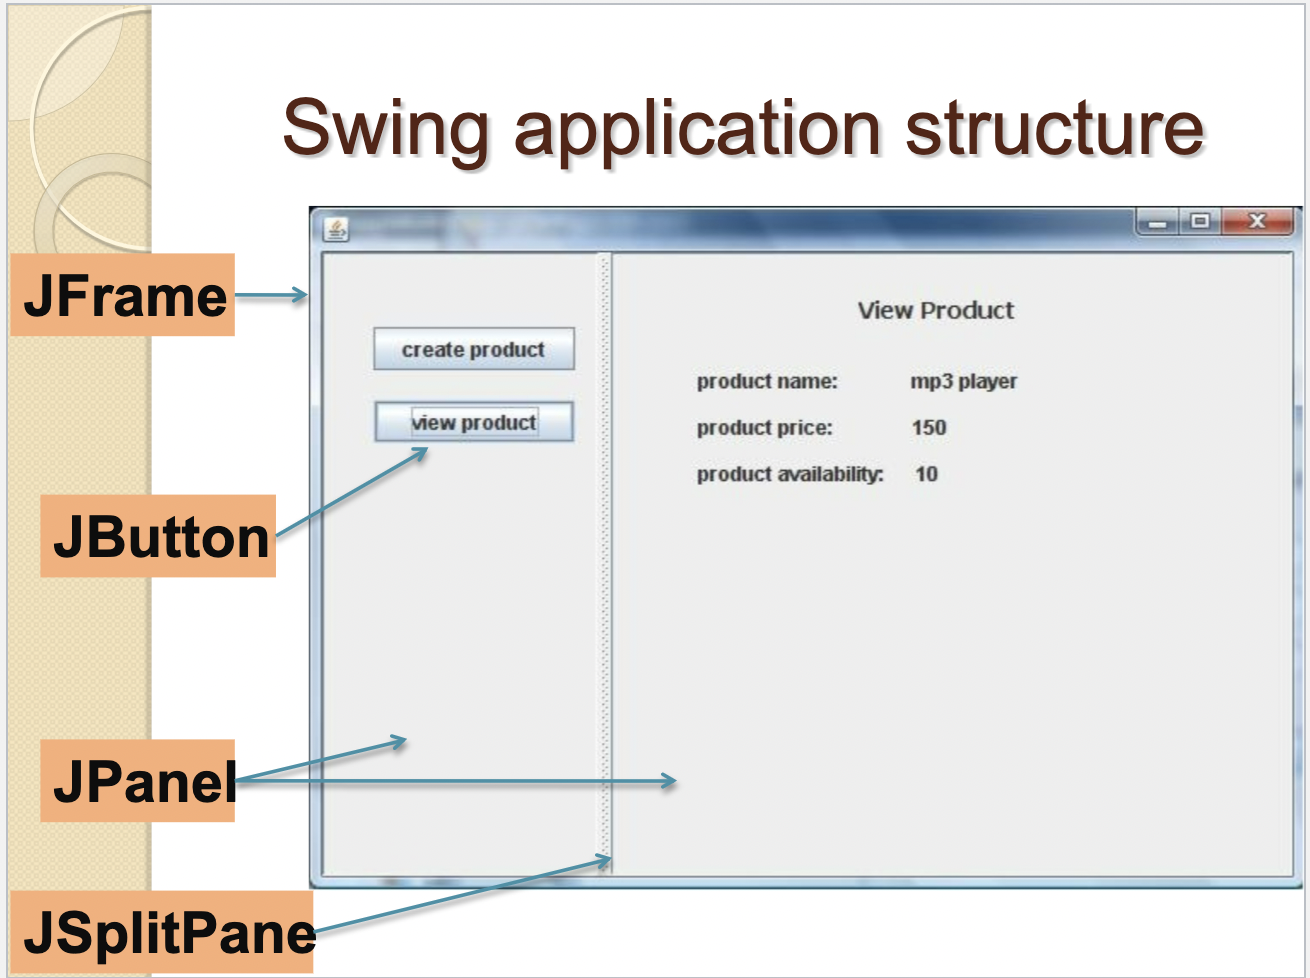 Swing application structure
JFrame
create product
view product
View Product
product name: mp3 player
product price: 150
product availability: 10
JButton
JPanel
JSplitPane